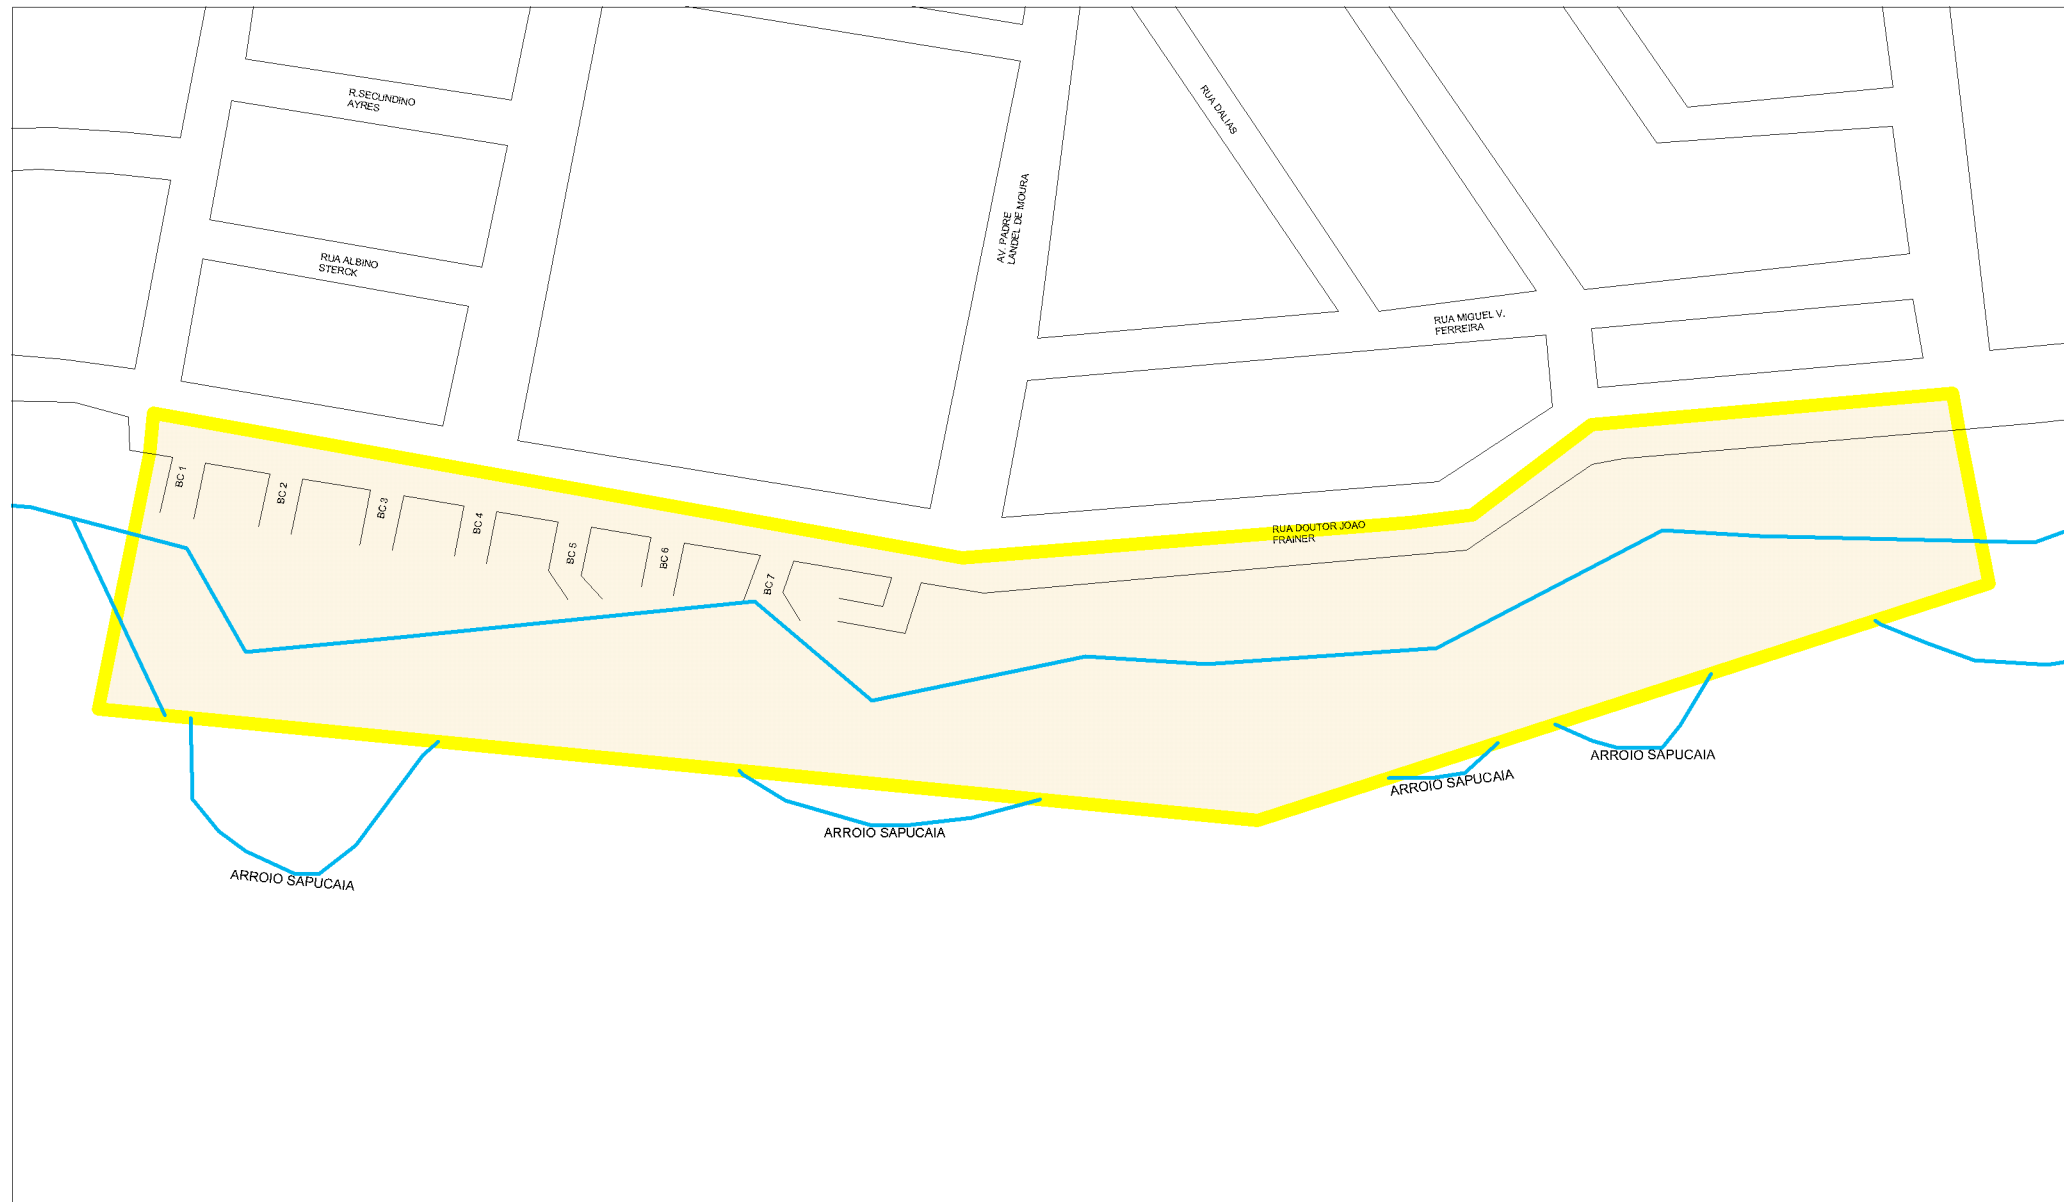 R.SECUNDINO
AYRES
RUA DALIAS
AV. PADRE
LANDEL DE MOURA
RUA ALBINO
STERCK
RUA MIGUEL V.
FERREIRA
BC 1
BC 2
BC 3
BC 4
BC 5
BC 6
BC 7
RUA DOUTOR JOAO
FRAINER
ARROIO SAPUCAIA
ARROIO SAPUCAIA
ARROIO SAPUCAIA
ARROIO SAPUCAIA